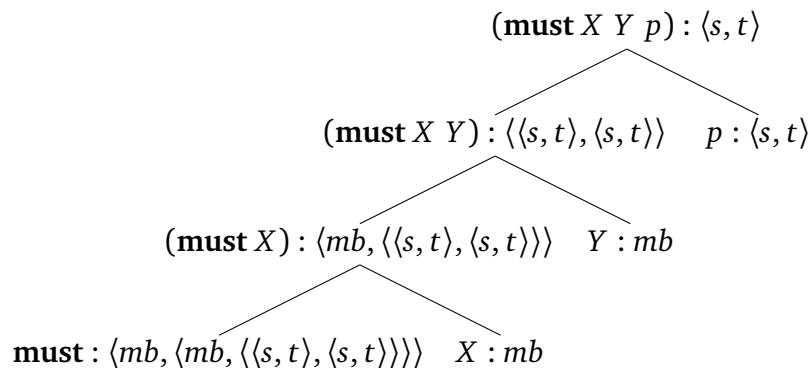 (must X Y p) : ⟨s, t⟩
(must X Y) : ⟨⟨s, t⟩, ⟨s, t⟩⟩ p : ⟨s, t⟩
(must X) : ⟨mb, ⟨⟨s, t⟩, ⟨s, t⟩⟩⟩ Y : mb
must : ⟨mb, ⟨mb, ⟨⟨s, t⟩, ⟨s, t⟩⟩⟩⟩ X : mb